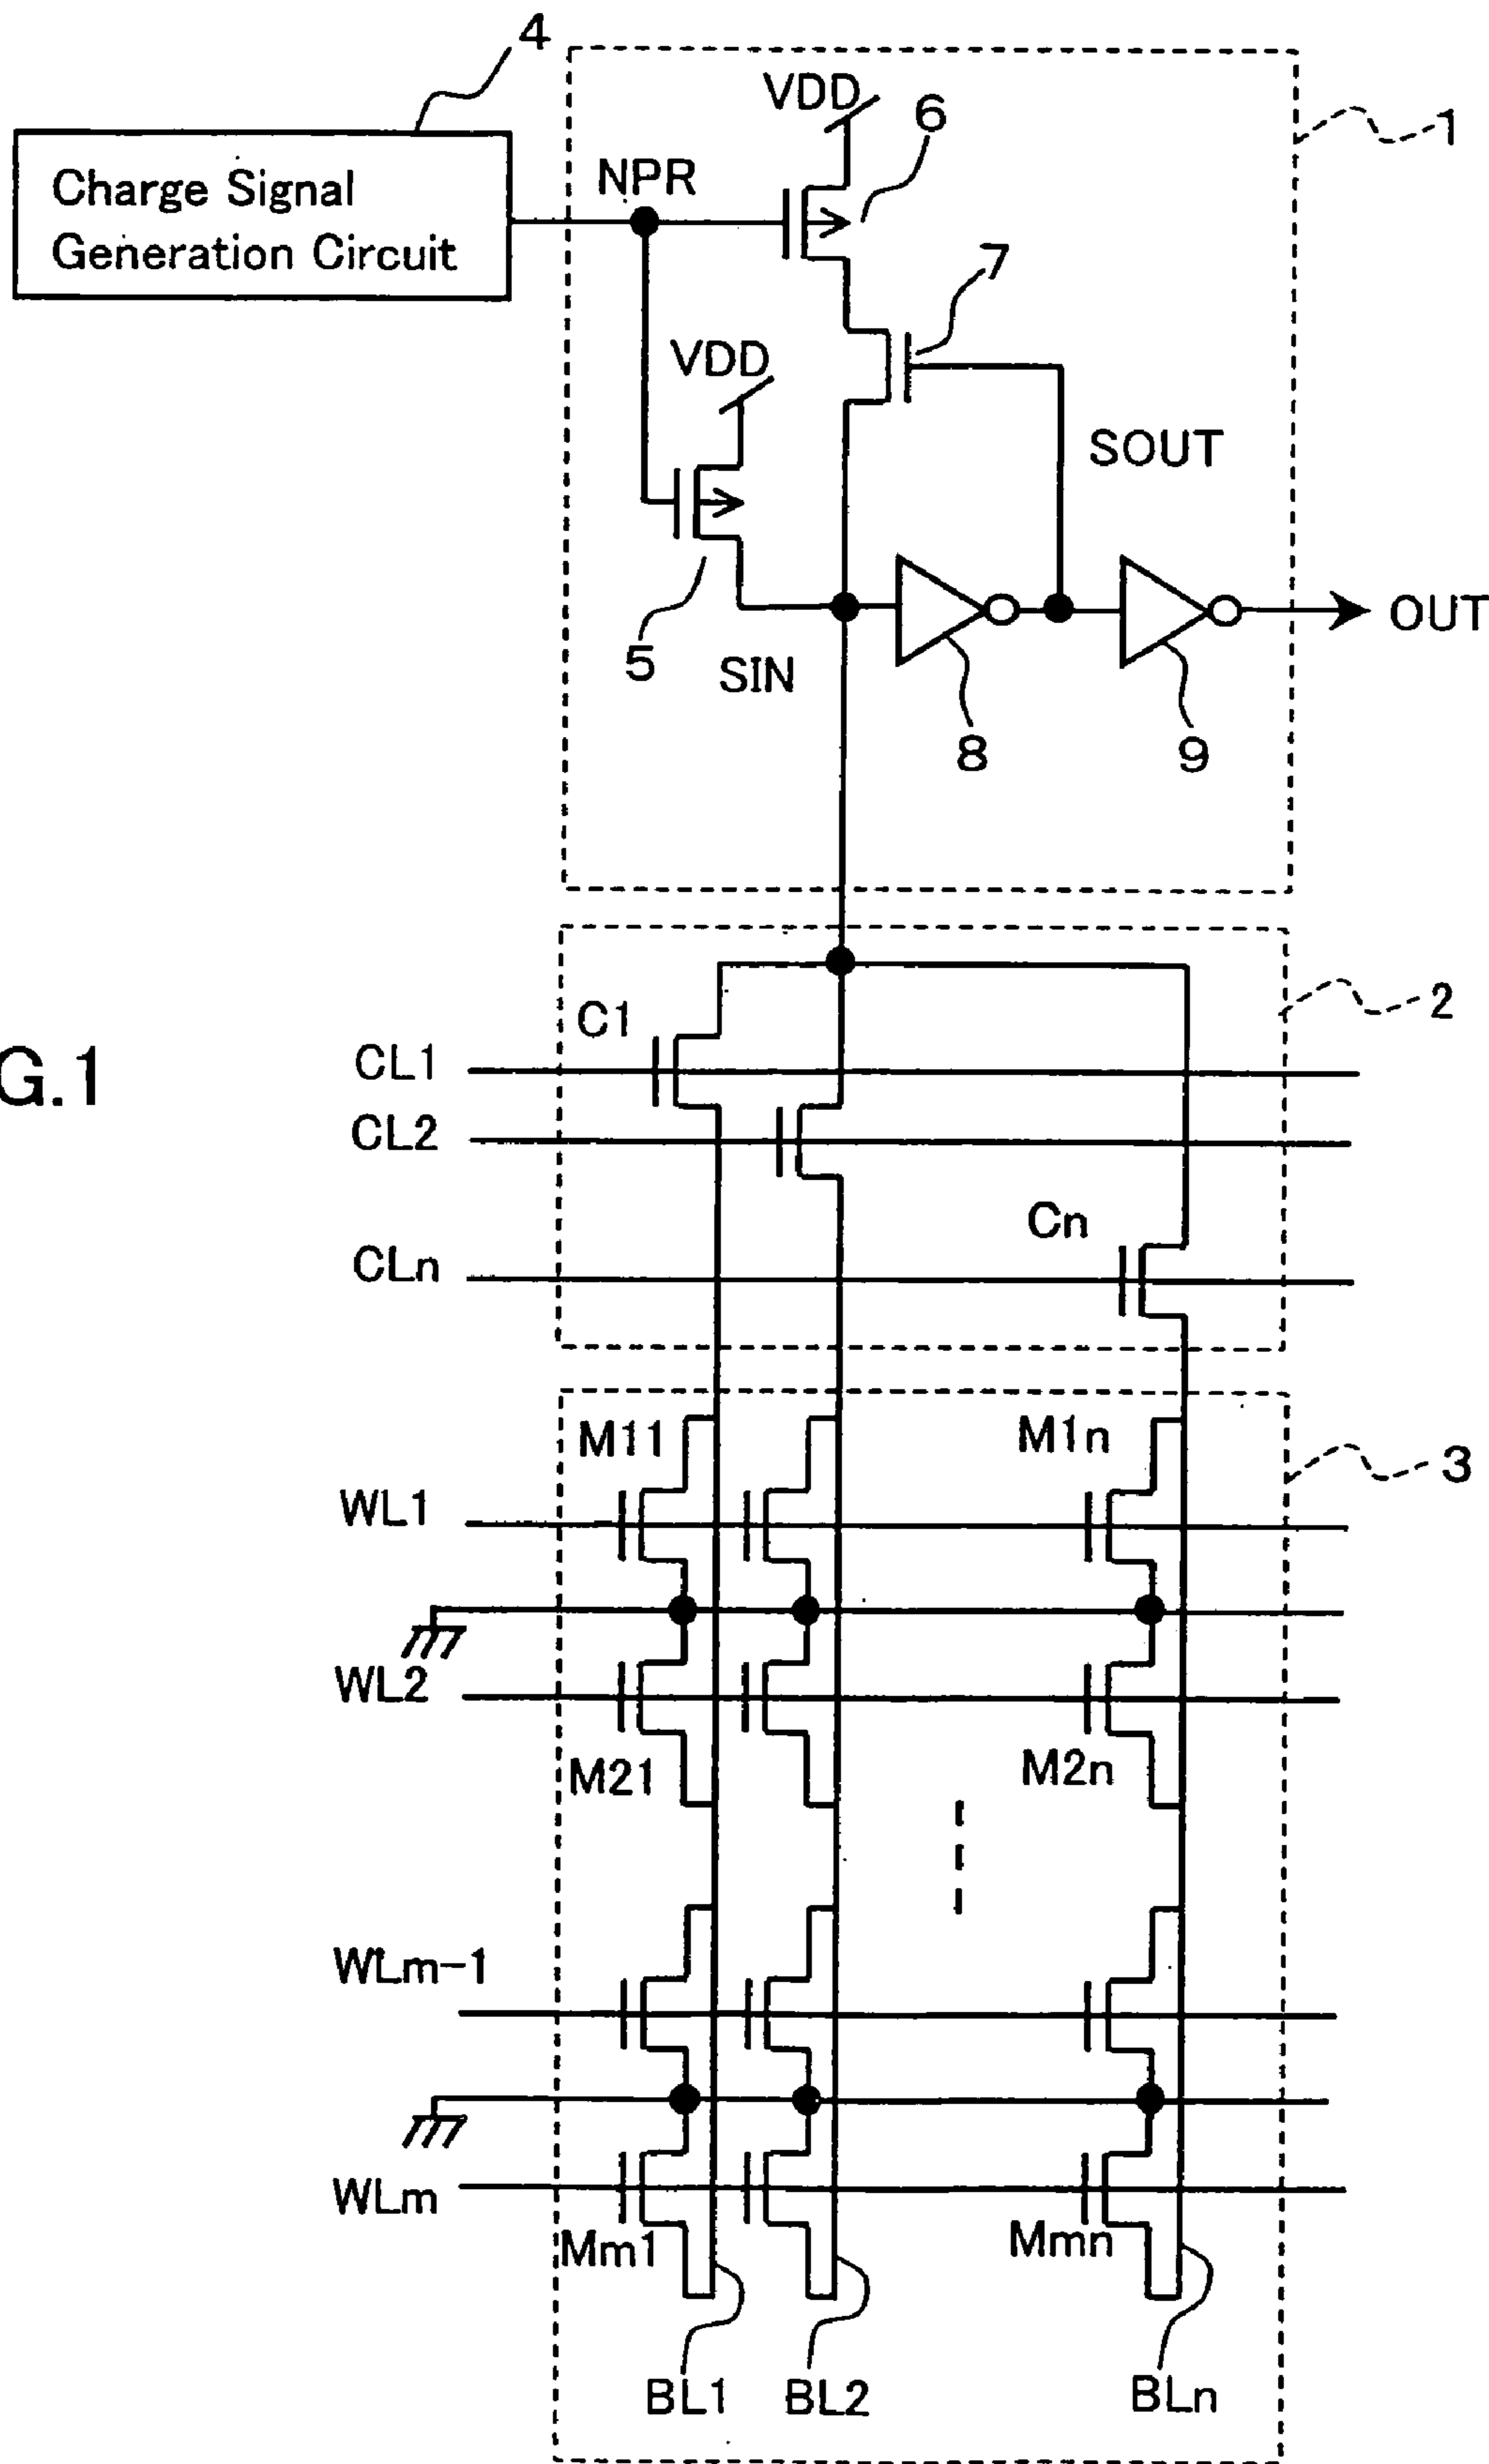 4
VDD
6
1
NPR
Charge Signal
Generation Circuit
7
VDD
SOUT
OUT
5
SIN
8
9
2
C1
G.1
CL1
CL2
Cn
CLn
M11
M1n
3
WL1
WL2
M21
M2n
WLm-1
WLm
Mm1
Mmn
BL1
BL2
BLn